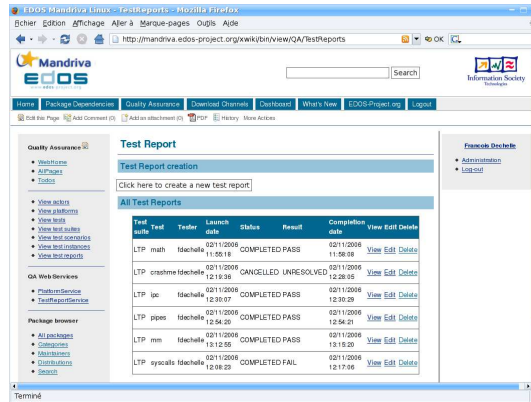 EDOS Mandriva Linux - TestReports - Mozilla Firefox
Fichier Edition Affichage Aller à Marque-pages Outils Aide
http://mandriva.edos-project.org/xwiki/bin/view/QA/TestReports OK
Mandriva
edos
www.edos-project.org
Search
Information Society
Technologies
Home Package Dependencies Quality Assurance Download Channels Dashboard What's New EDOS-Project.org Logout
Edit this Page Add Comment (0) Add an attachment (0) PDF History More Actions
Quality Assurance
WebHome
AllPages
Todos
View actors
View platforms
View tests
View test suites
View test scenarios
View test instances
View test reports
QA Web Services
PlatformService
TestReportService
Package browser
All packages
Categories
Maintainers
Distributions
Search
Test Report
Test Report creation
Click here to create a new test report
All Test Reports
Test suite Test Tester Launch date Status Result Completion date View Edit Delete
LTP math fdechelle 02/11/2006 11:55:18 COMPLETED PASS 02/11/2006 11:58:08 View Edit Delete
LTP crashme fdechelle 02/11/2006 12:19:36 CANCELLED UNRESOLVED 02/11/2006 12:28:05 View Edit Delete
LTP ipc fdechelle 02/11/2006 12:30:07 COMPLETED PASS 02/11/2006 12:30:29 View Edit Delete
LTP pipes fdechelle 02/11/2006 12:54:20 COMPLETED PASS 02/11/2006 12:54:21 View Edit Delete
LTP mm fdechelle 02/11/2006 13:12:55 COMPLETED PASS 02/11/2006 13:15:20 View Edit Delete
LTP syscalls fdechelle 02/11/2006 12:08:23 COMPLETED FAIL 02/11/2006 12:17:06 View Edit Delete
Francois Dechelle
Administration
Log-out
Terminé